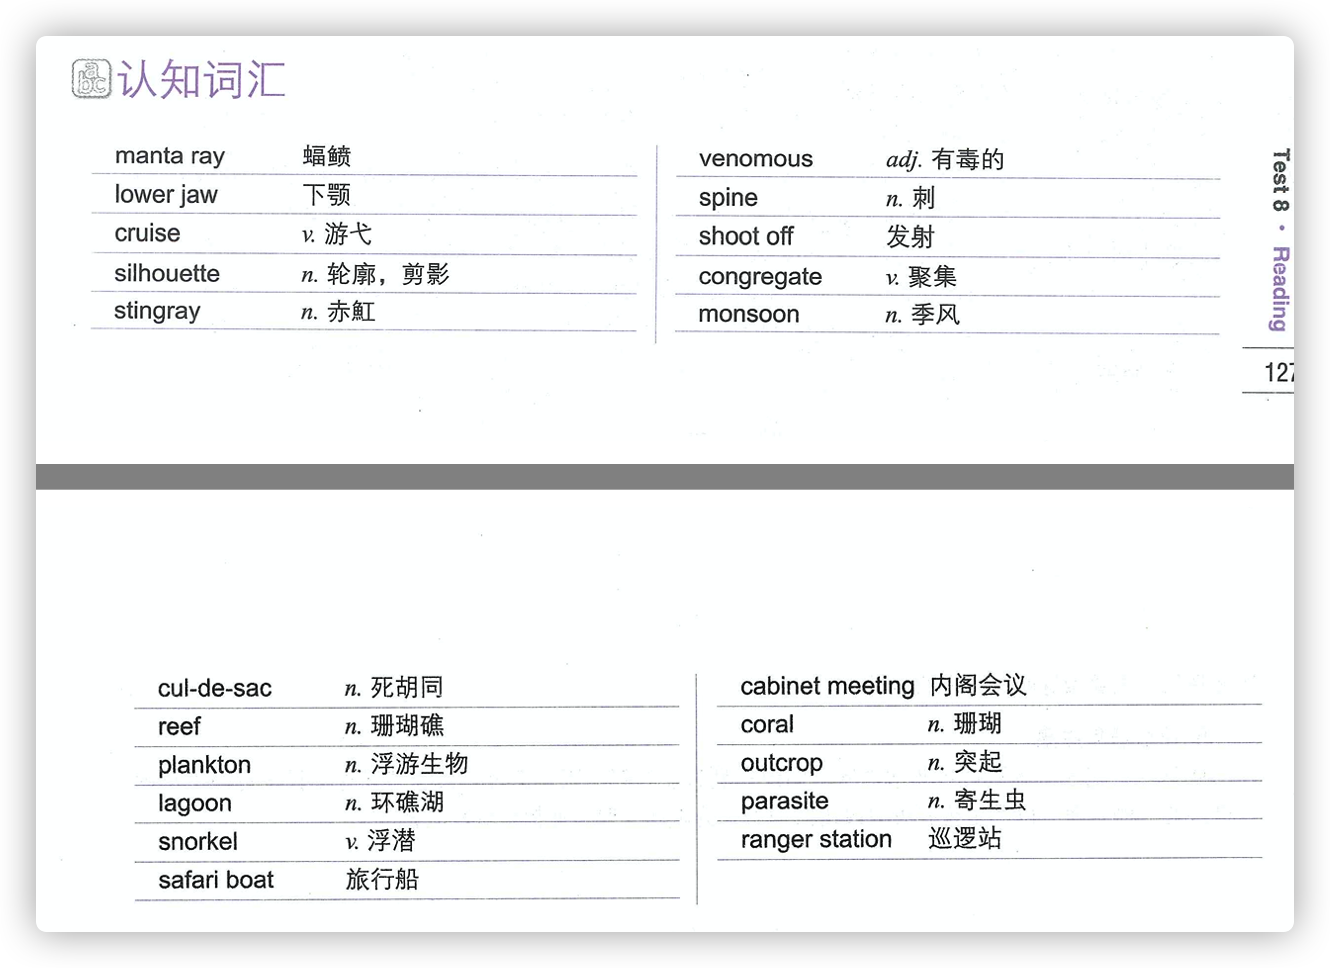 abc 认知词汇
manta ray 蝠鲼
lower jaw 下颚
cruise v. 游弋
silhouette n. 轮廓，剪影
stingray n. 赤魟
venomous adj. 有毒的
spine n. 刺
shoot off 发射
congregate v. 聚集
monsoon n. 季风
Test 8 · Reading
127
cul-de-sac n. 死胡同
reef n. 珊瑚礁
plankton n. 浮游生物
lagoon n. 环礁湖
snorkel v. 浮潜
safari boat 旅行船
cabinet meeting 内阁会议
coral n. 珊瑚
outcrop n. 突起
parasite n. 寄生虫
ranger station 巡逻站